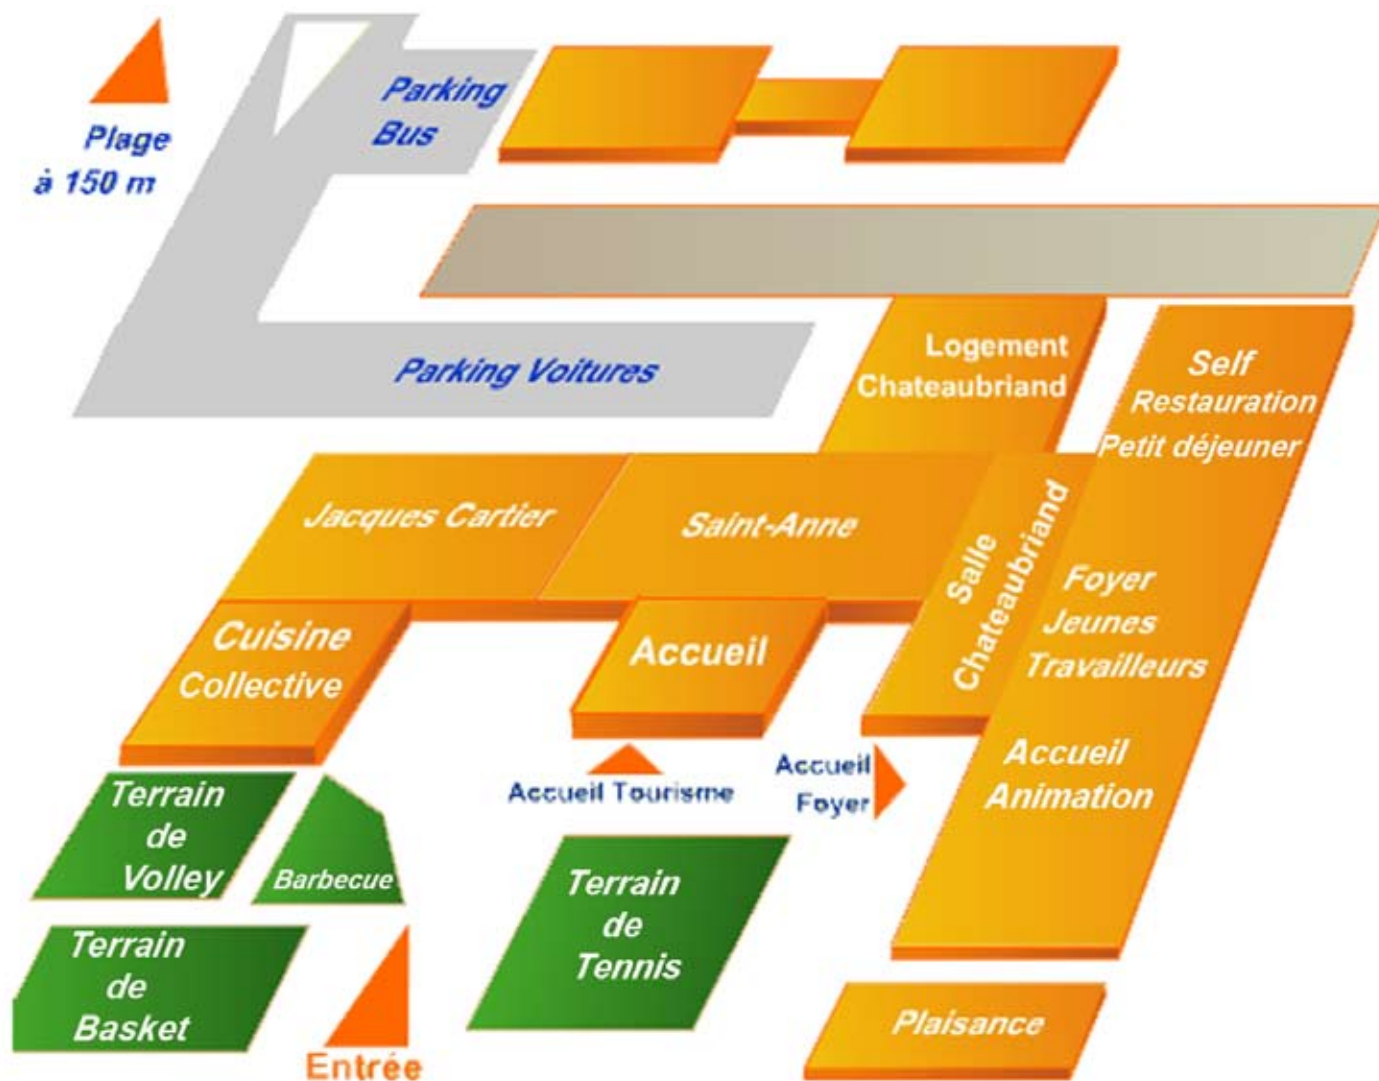 Parking
Bus
Plage
à 150 m
Parking Voitures
Logement
Chateaubriand
Self
Restauration
Petit déjeuner
Jacques Cartier
Saint-Anne
Salle
Chateaubriand
Foyer
Jeunes
Travailleurs
Cuisine
Collective
Accueil
Accueil
Animation
Accueil Tourisme
Accueil
Foyer
Terrain
de
Volley
Barbecue
Terrain
de
Tennis
Terrain
de
Basket
Entrée
Plaisance